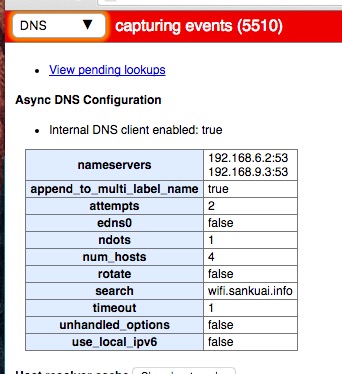 DNS ▼ capturing events (5510)
View pending lookups
Async DNS Configuration
Internal DNS client enabled: true
nameservers 192.168.6.2:53
192.168.9.3:53
append_to_multi_label_name true
attempts 2
edns0 false
ndots 1
num_hosts 4
rotate false
search wifi.sankuai.info
timeout 1
unhandled_options false
use_local_ipv6 false